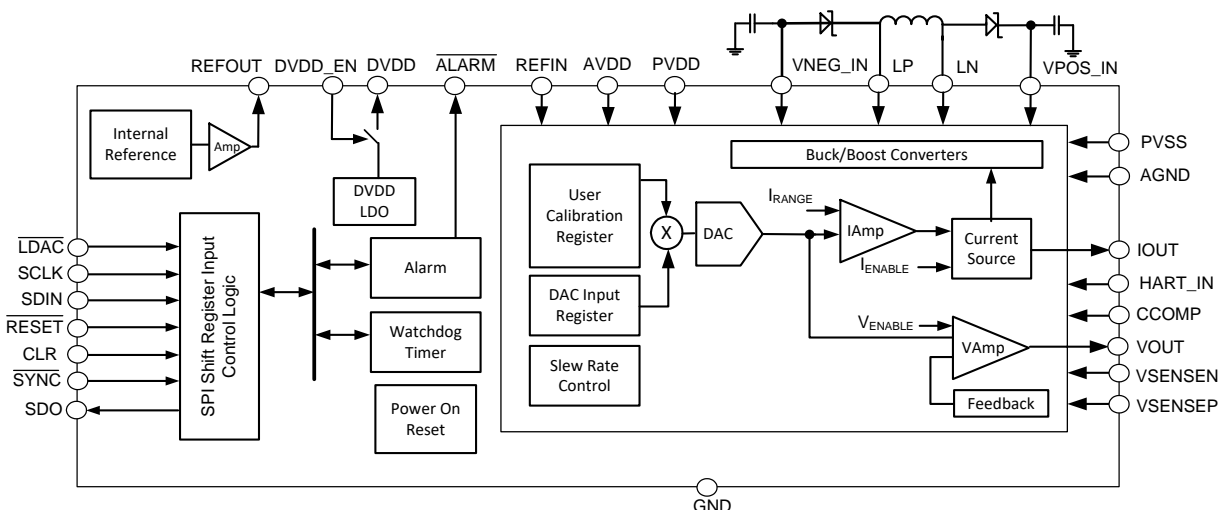 REFOUT DVDD_EN DVDD ALARM REFIN AVDD PVDD VNEG_IN LP LN VPOS_IN
Internal
Reference
Amp
DVDD
LDO
Buck/Boost Converters
PVSS
AGND
User
Calibration
Register
X
DAC
IRANGE
IAmp
IENABLE
Current
Source
DAC Input
Register
Slew Rate
Control
VENABLE
VAmp
Feedback
IOUT
HART_IN
CCOMP
VOUT
VSENSEN
VSENSEP
LDAC
SCLK
SDIN
RESET
CLR
SYNC
SDO
SPI Shift Register Input
Control Logic
Alarm
Watchdog
Timer
Power On
Reset
GND